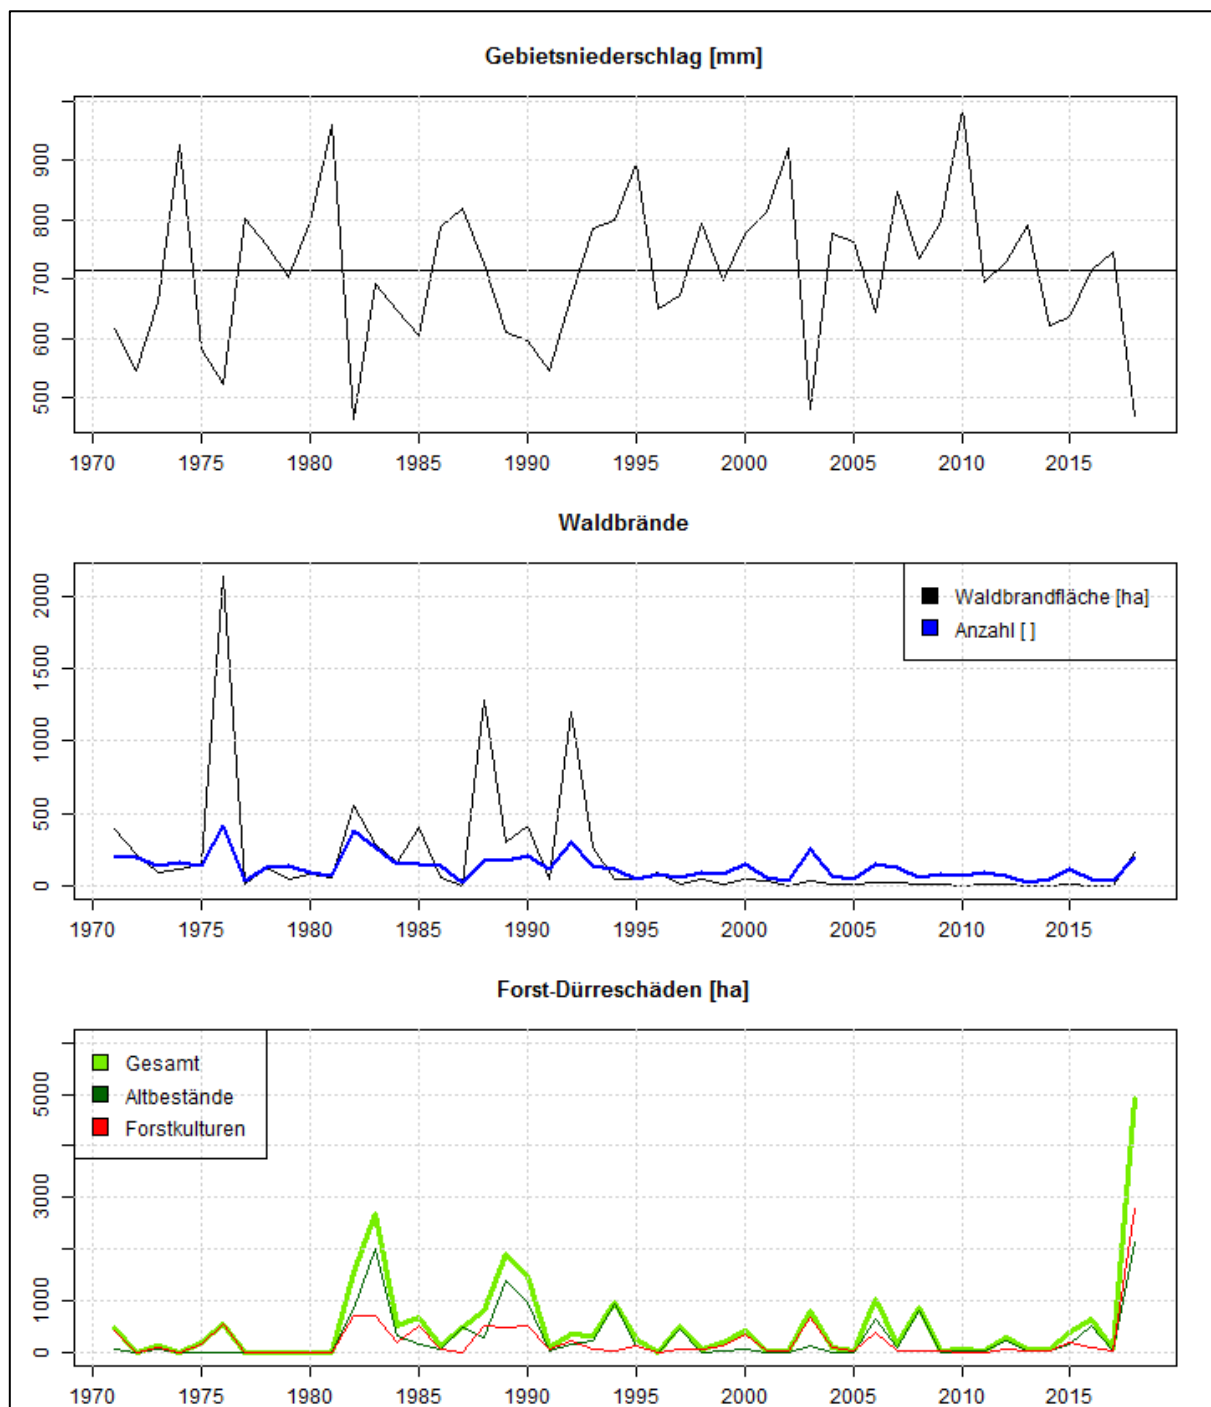 Gebietsniederschlag [mm]
900
800
700
600
500
1970 1975 1980 1985 1990 1995 2000 2005 2010 2015
Waldbrände
2000
1500
1000
500
0
Waldbrandfläche [ha]
Anzahl [ ]
1970 1975 1980 1985 1990 1995 2000 2005 2010 2015
Forst-Dürreschäden [ha]
5000
3000
1000
0
Gesamt
Altbestände
Forstkulturen
1970 1975 1980 1985 1990 1995 2000 2005 2010 2015